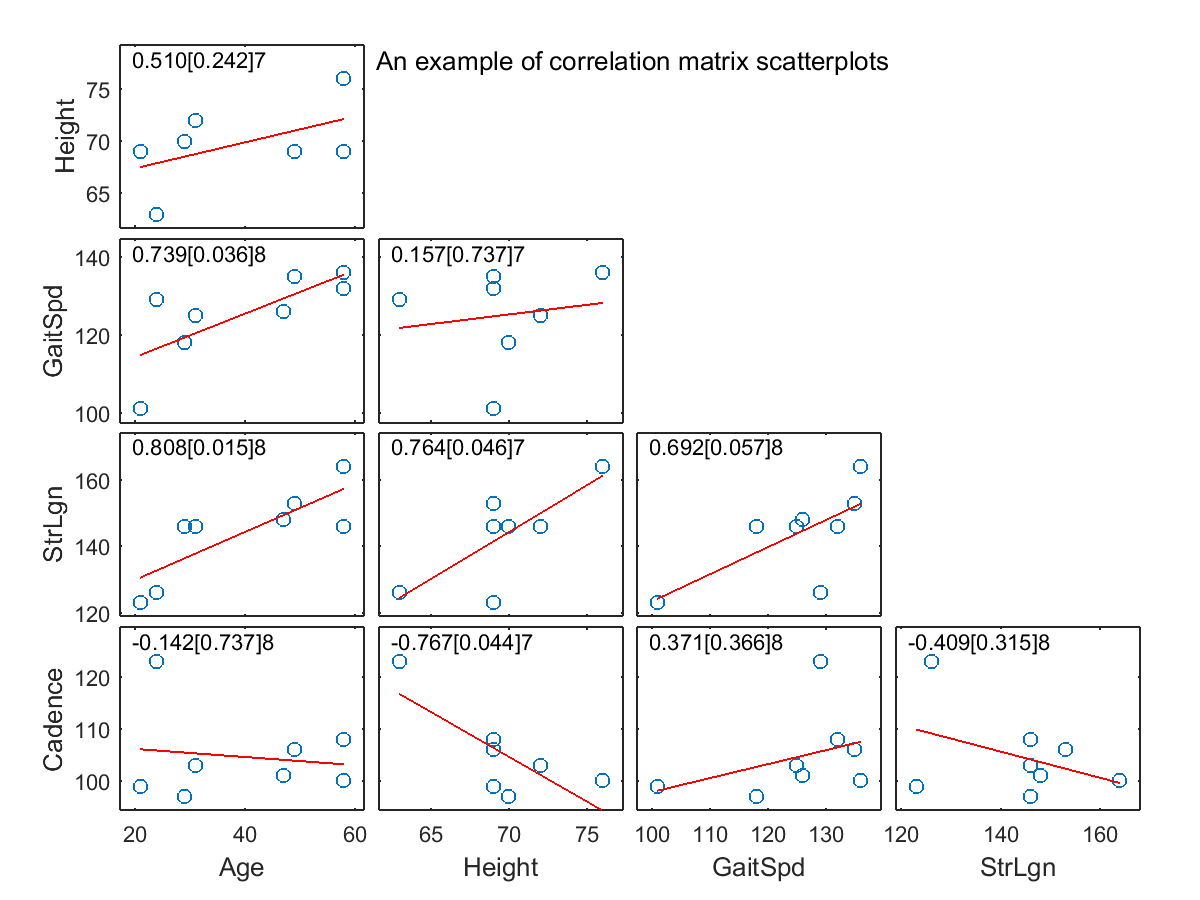 An example of correlation matrix scatterplots
0.510[0.242]7
Height
75
70
65
0.739[0.036]8
0.157[0.737]7
GaitSpd
140
120
100
0.808[0.015]8
0.764[0.046]7
0.692[0.057]8
StrLgn
160
140
120
-0.142[0.737]8
-0.767[0.044]7
0.371[0.366]8
-0.409[0.315]8
Cadence
120
110
100
20 40 60
65 70 75
100 110 120 130
120 140 160
Age
Height
GaitSpd
StrLgn